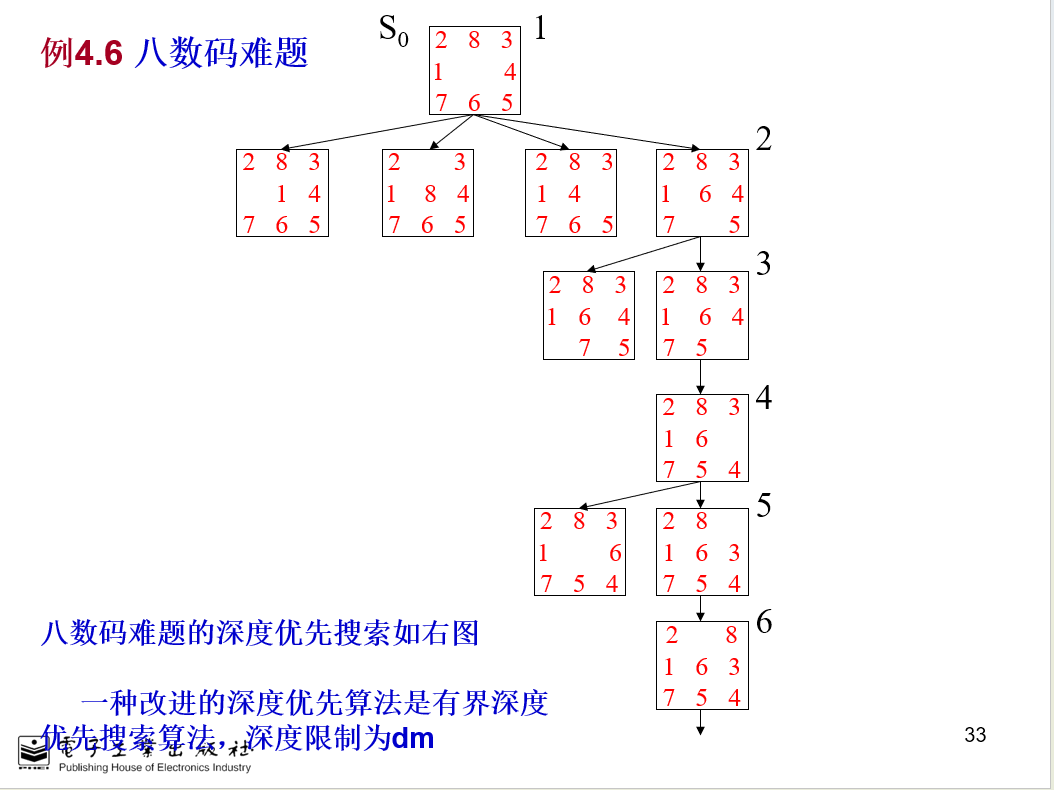 例4.6 八数码难题
S0
1
2 8 3
1 4
7 6 5
2
2 8 3
1 4
7 6 5
2 3
1 8 4
7 6 5
2 8 3
1 4
7 6 5
2 8 3
1 6 4
7 5
3
2 8 3
1 6 4
7 5
2 8 3
1 6 4
7 5
4
2 8 3
1 6
7 5 4
5
2 8 3
1 6
7 5 4
2 8
1 6 3
7 5 4
6
2 8
1 6 3
7 5 4
八数码难题的深度优先搜索如右图
一种改进的深度优先算法是有界深度
优先搜索算法，深度限制为dm
电子工业出版社
Publishing House of Electronics Industry
33